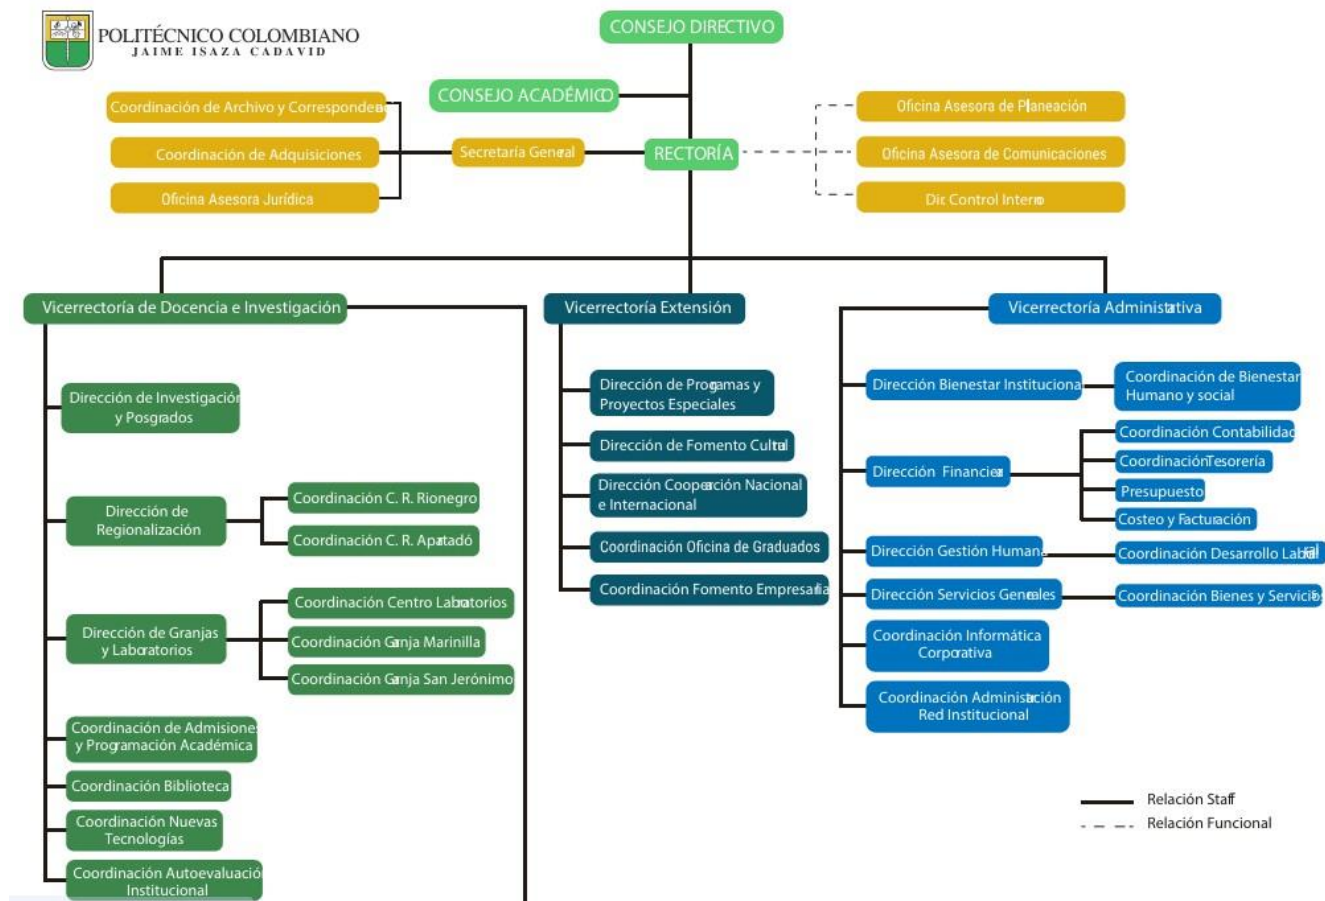 POLITÉCNICO COLOMBIANO
JAIME ISAZA CADAVID
CONSEJO DIRECTIVO
CONSEJO ACADÉMICO
RECTORÍA
Secretaría General
Coordinación de Archivo y Corresponden
Coordinación de Adquisiciones
Oficina Asesora Jurídica
Oficina Asesora de Planeación
Oficina Asesora de Comunicaciones
Dir. Control Interno
Vicerrectoría de Docencia e Investigación
Dirección de Investigación
y Posgrados
Dirección de
Regionalización
Coordinación C. R. Rionegro
Coordinación C. R. Apartadó
Dirección de Granjas
y Laboratorios
Coordinación Centro Laboratorios
Coordinación Granja Marinilla
Coordinación Granja San Jerónimo
Coordinación de Admisiones
y Programación Académica
Coordinación Biblioteca
Coordinación Nuevas
Tecnologías
Coordinación Autoevaluación
Institucional
Vicerrectoría Extensión
Dirección de Programas y
Proyectos Especiales
Dirección de Fomento Cultural
Dirección Cooperación Nacional
e Internacional
Coordinación Oficina de Graduados
Coordinación Fomento Empresarial
Vicerrectoría Administrativa
Dirección Bienestar Institucional
Coordinación de Bienestar
Humano y social
Dirección Financiera
Coordinación Contabilidad
Coordinación Tesorería
Presupuesto
Costeo y Facturación
Dirección Gestión Humana
Coordinación Desarrollo Laboral
Dirección Servicios Generales
Coordinación Bienes y Servicios
Coordinación Informática
Corporativa
Coordinación Administración
Red Institucional
Relación Staff
Relación Funcional